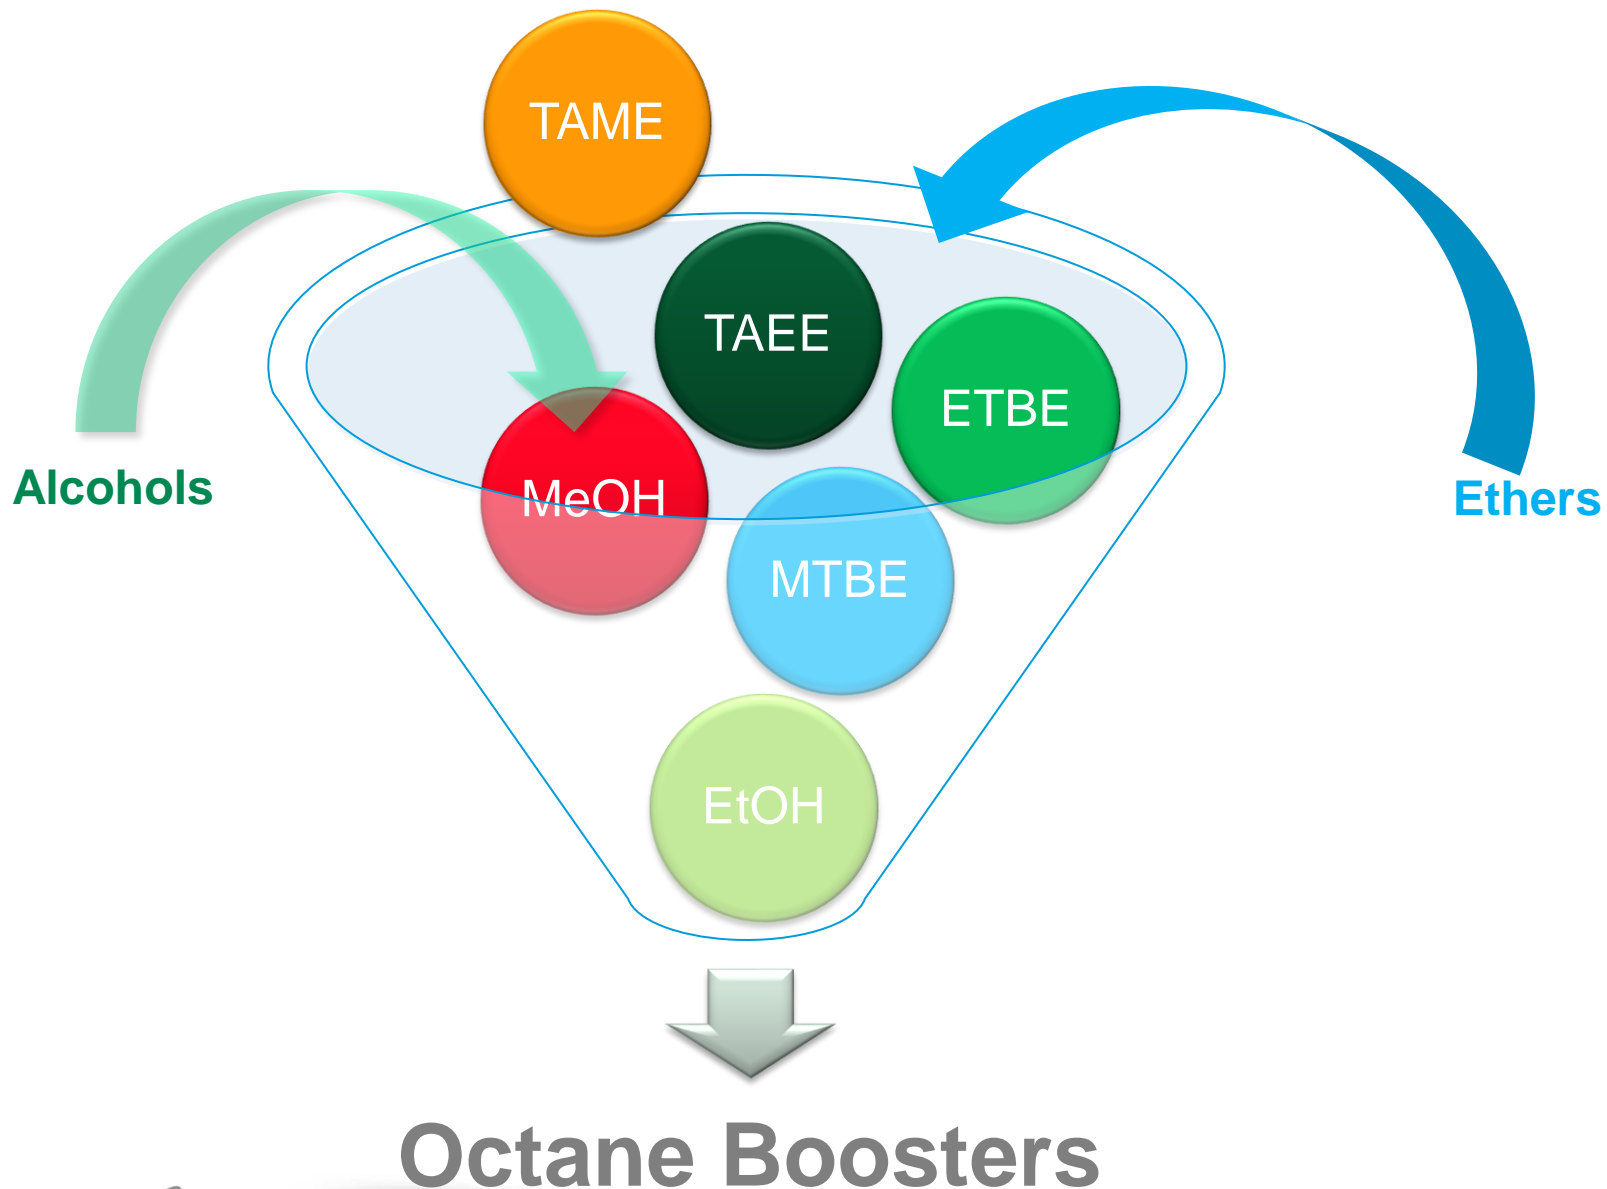 TAME
TAEE
ETBE
MeOH
Alcohols
Ethers
MTBE
EtOH
Octane Boosters